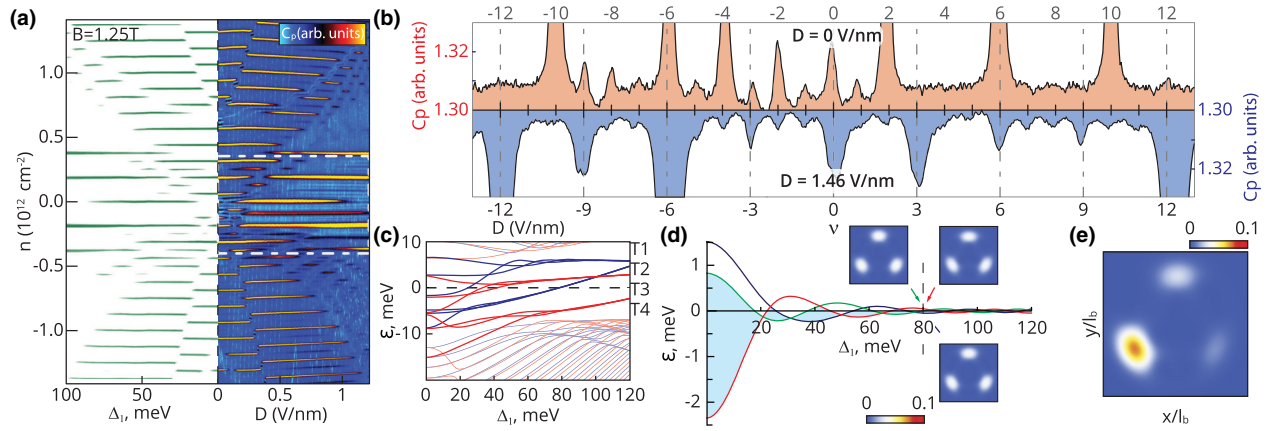 (a)
B=1.25T
Cp(arb. units)
n (10¹² cm⁻²)
1.0
0.5
0.0
-0.5
-1.0
100
50
0
0.5
1
Δ₁, meV
D (V/nm)
(b)
-12
-10
-8
-6
-4
-2
0
2
4
6
8
10
12
D = 0 V/nm
Cp (arb. units)
1.32
1.30
1.30
1.32
Cp (arb. units)
D = 1.46 V/nm
-12
-9
-6
-3
0
3
6
9
12
D (V/nm)
ν
(c)
10
0
-10
ε, meV
T1
T2
T3
T4
0
20
40
60
80
100
120
Δ₁, meV
(d)
1
0
-1
-2
ε, meV
20
40
60
80
100
120
Δ₁, meV
0
0.1
(e)
0
0.1
y/lb
x/lb